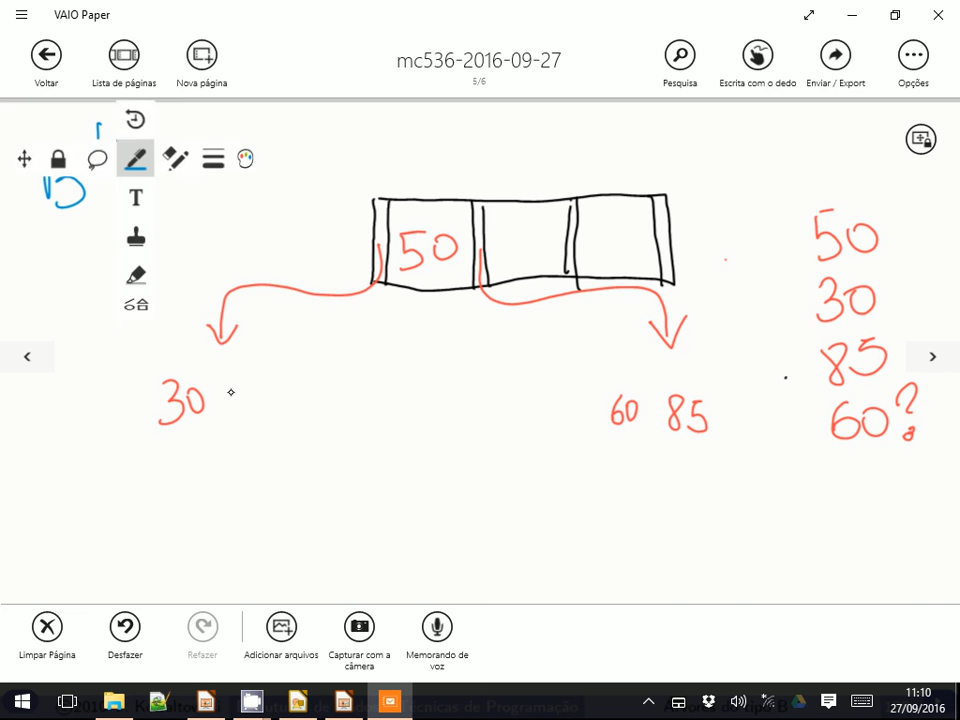 VAIO Paper
Voltar
Lista de páginas
Nova página
mc536-2016-09-27
5/6
Pesquisa
Escrita com o dedo
Enviar / Export
Opções
T
50
50
30
85
60?
30
60 85
Limpar Página
Desfazer
Refazer
Adicionar arquivos
Capturar com a câmera
Memorando de voz
11:10
27/09/2016